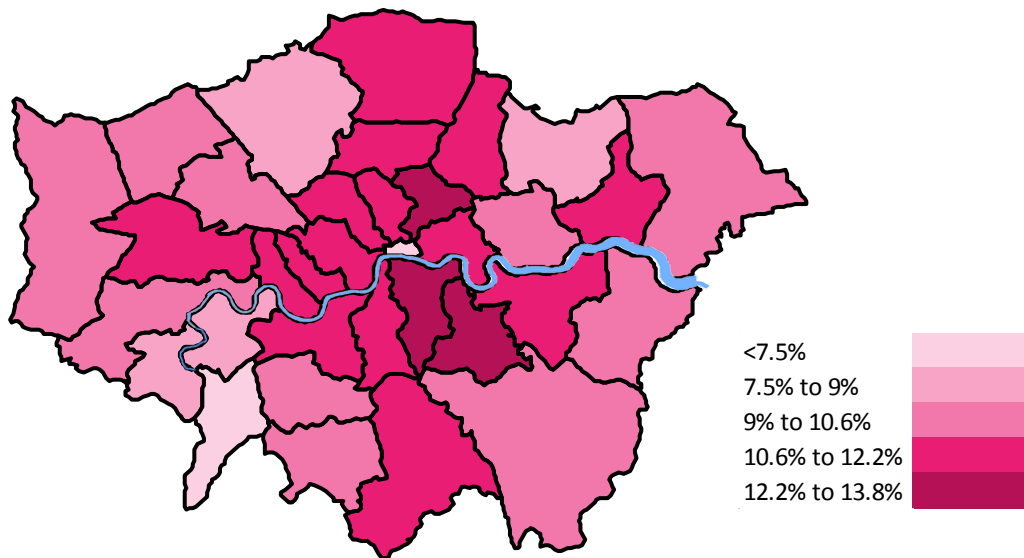 <7.5%
7.5% to 9%
9% to 10.6%
10.6% to 12.2%
12.2% to 13.8%